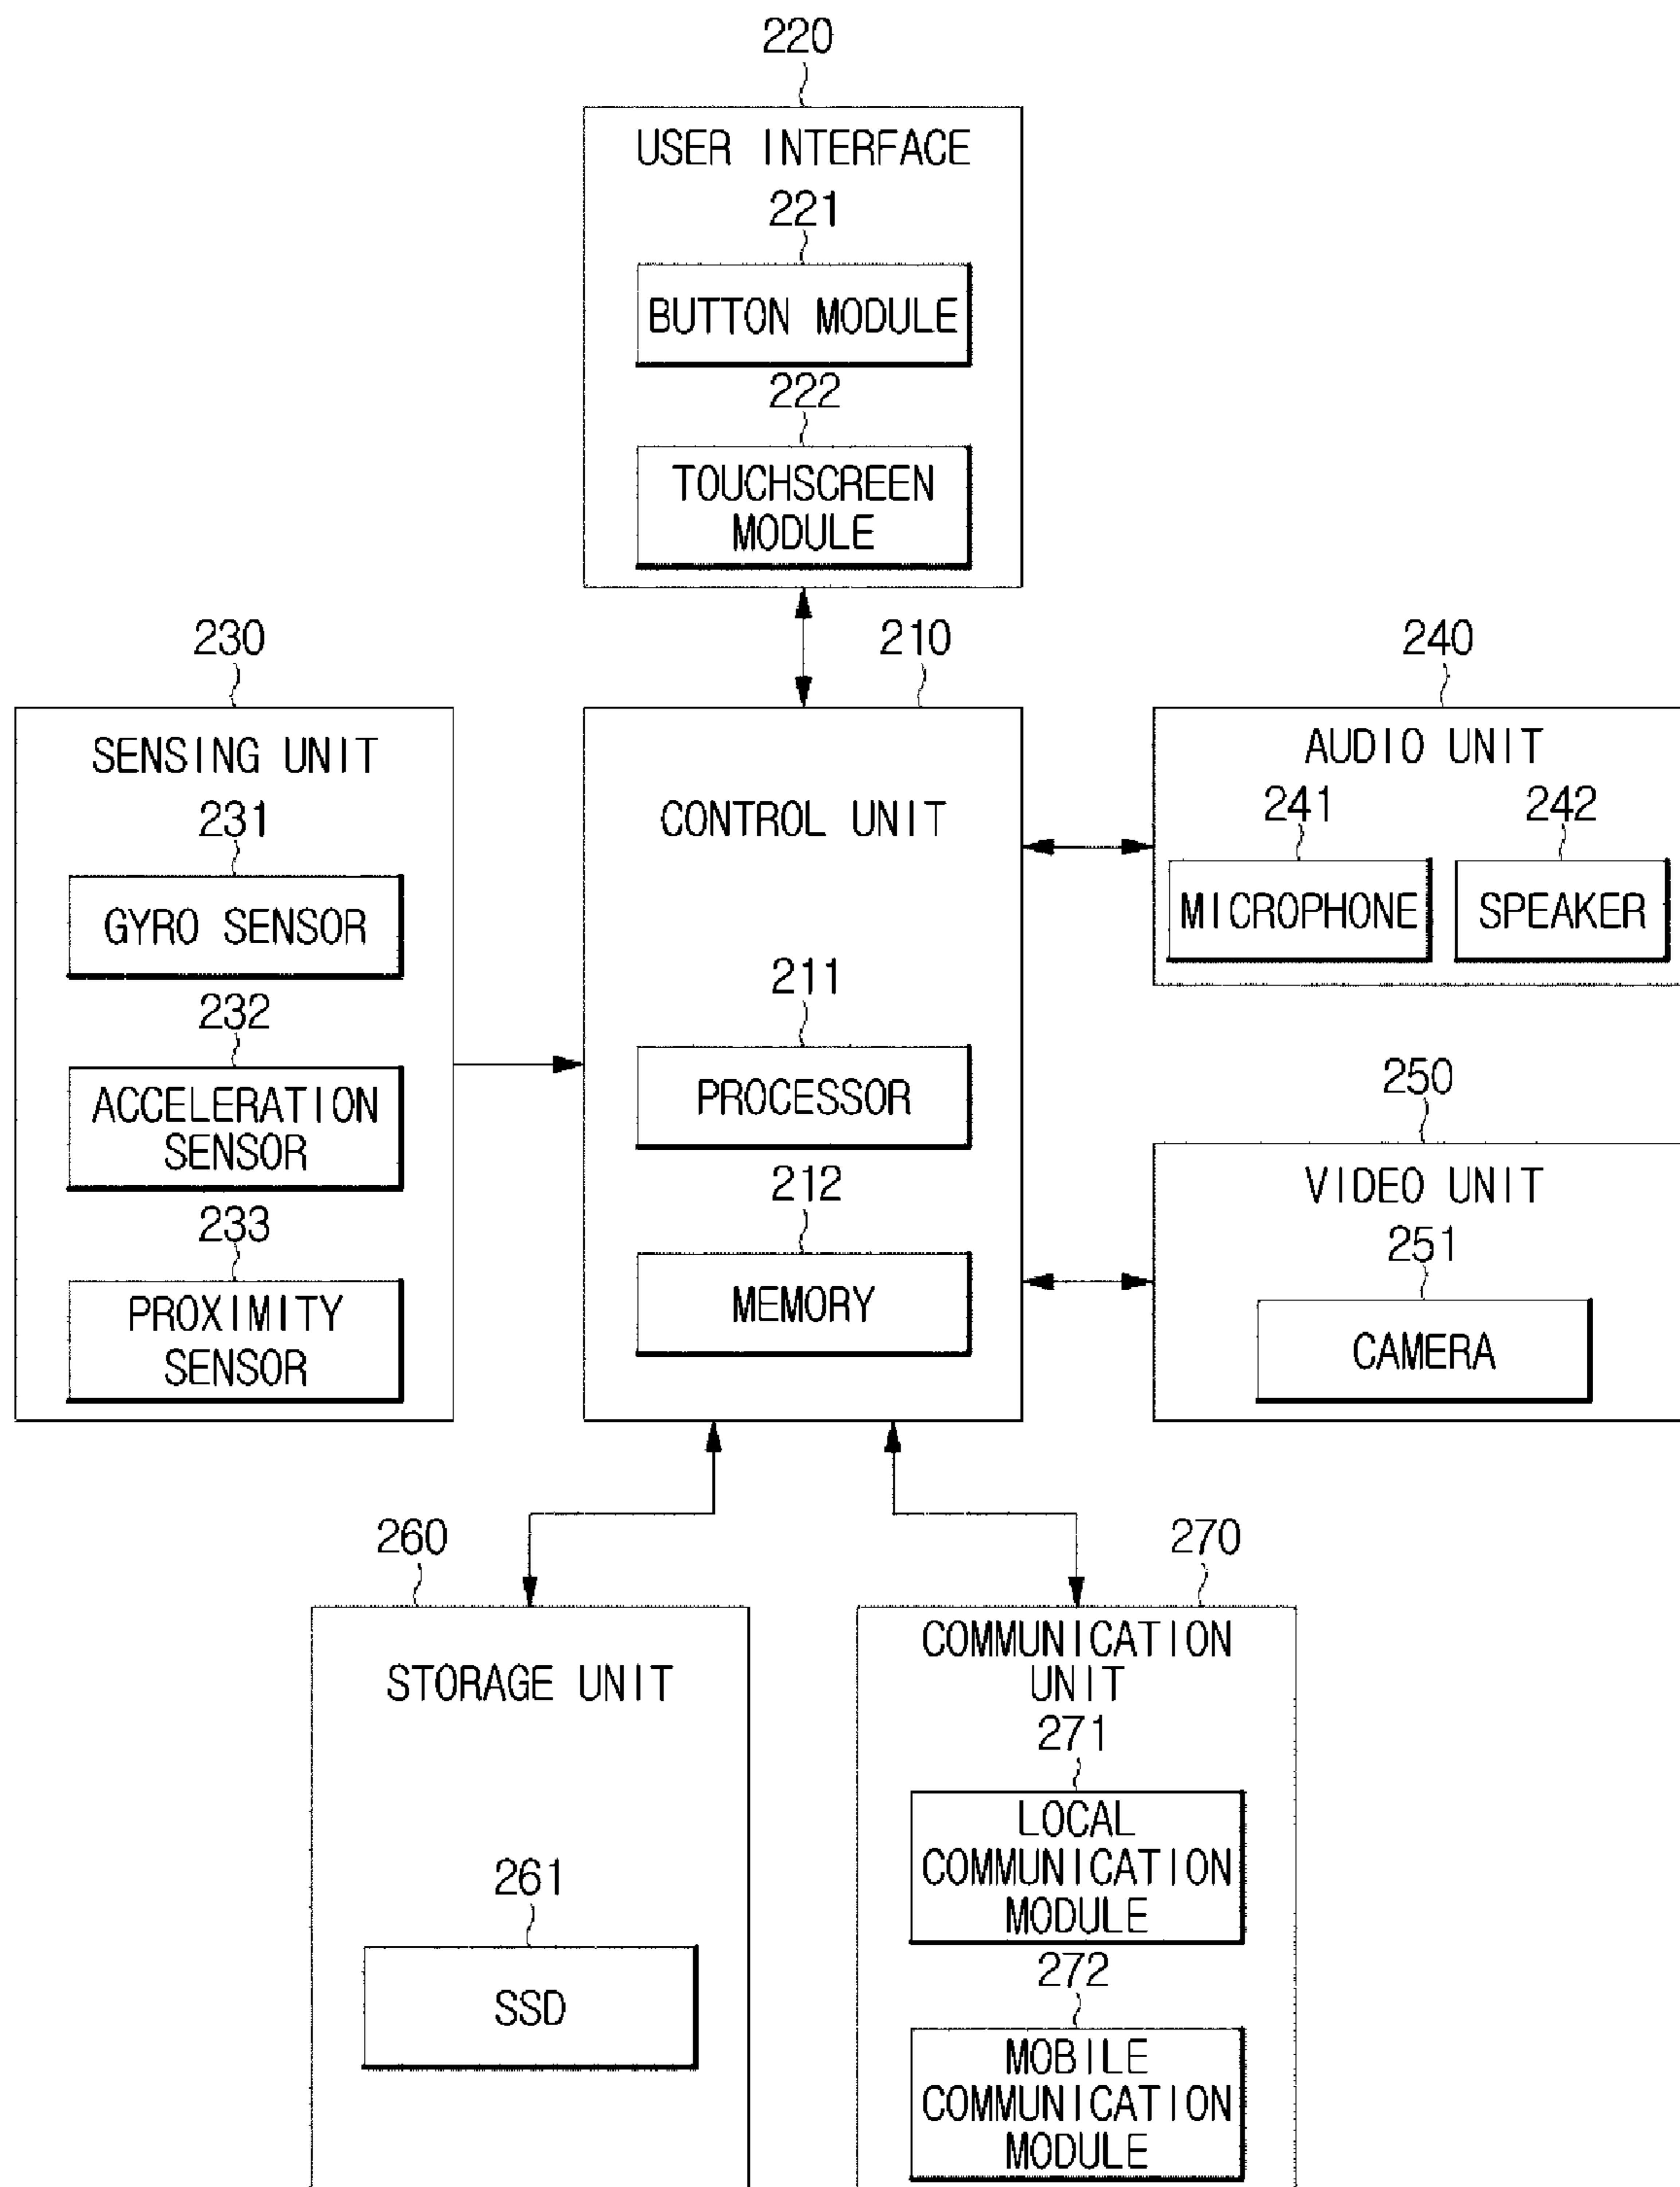 220
USER INTERFACE
221
BUTTON MODULE
222
TOUCHSCREEN
MODULE
230
SENSING UNIT
231
GYRO SENSOR
232
ACCELERATION
SENSOR
233
PROXIMITY
SENSOR
210
CONTROL UNIT
211
PROCESSOR
212
MEMORY
240
AUDIO UNIT
241
MICROPHONE
242
SPEAKER
250
VIDEO UNIT
251
CAMERA
260
STORAGE UNIT
261
SSD
270
COMMUNICATION
UNIT
271
LOCAL
COMMUNICATION
MODULE
272
MOBILE
COMMUNICATION
MODULE